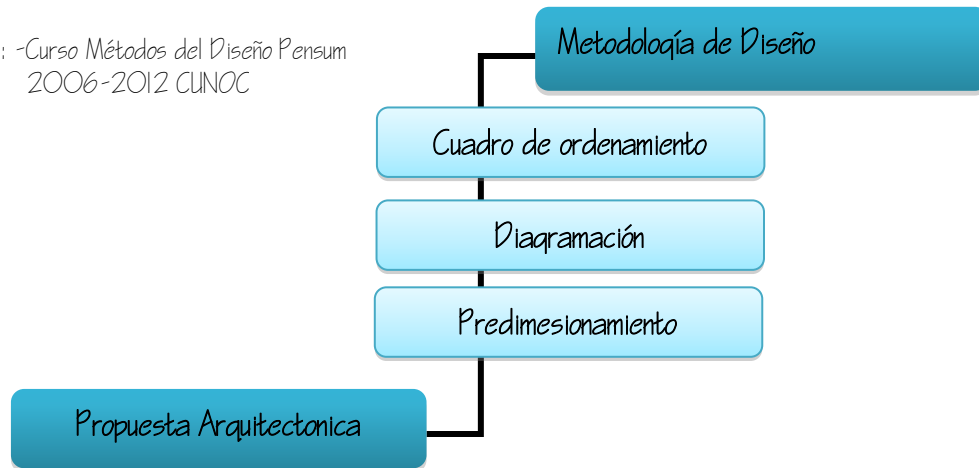 : -Curso Métodos del Diseño Pensum
2006-2012 CUNOC
Metodología de Diseño
Cuadro de ordenamiento
Diagramación
Predimesionamiento
Propuesta Arquitectonica